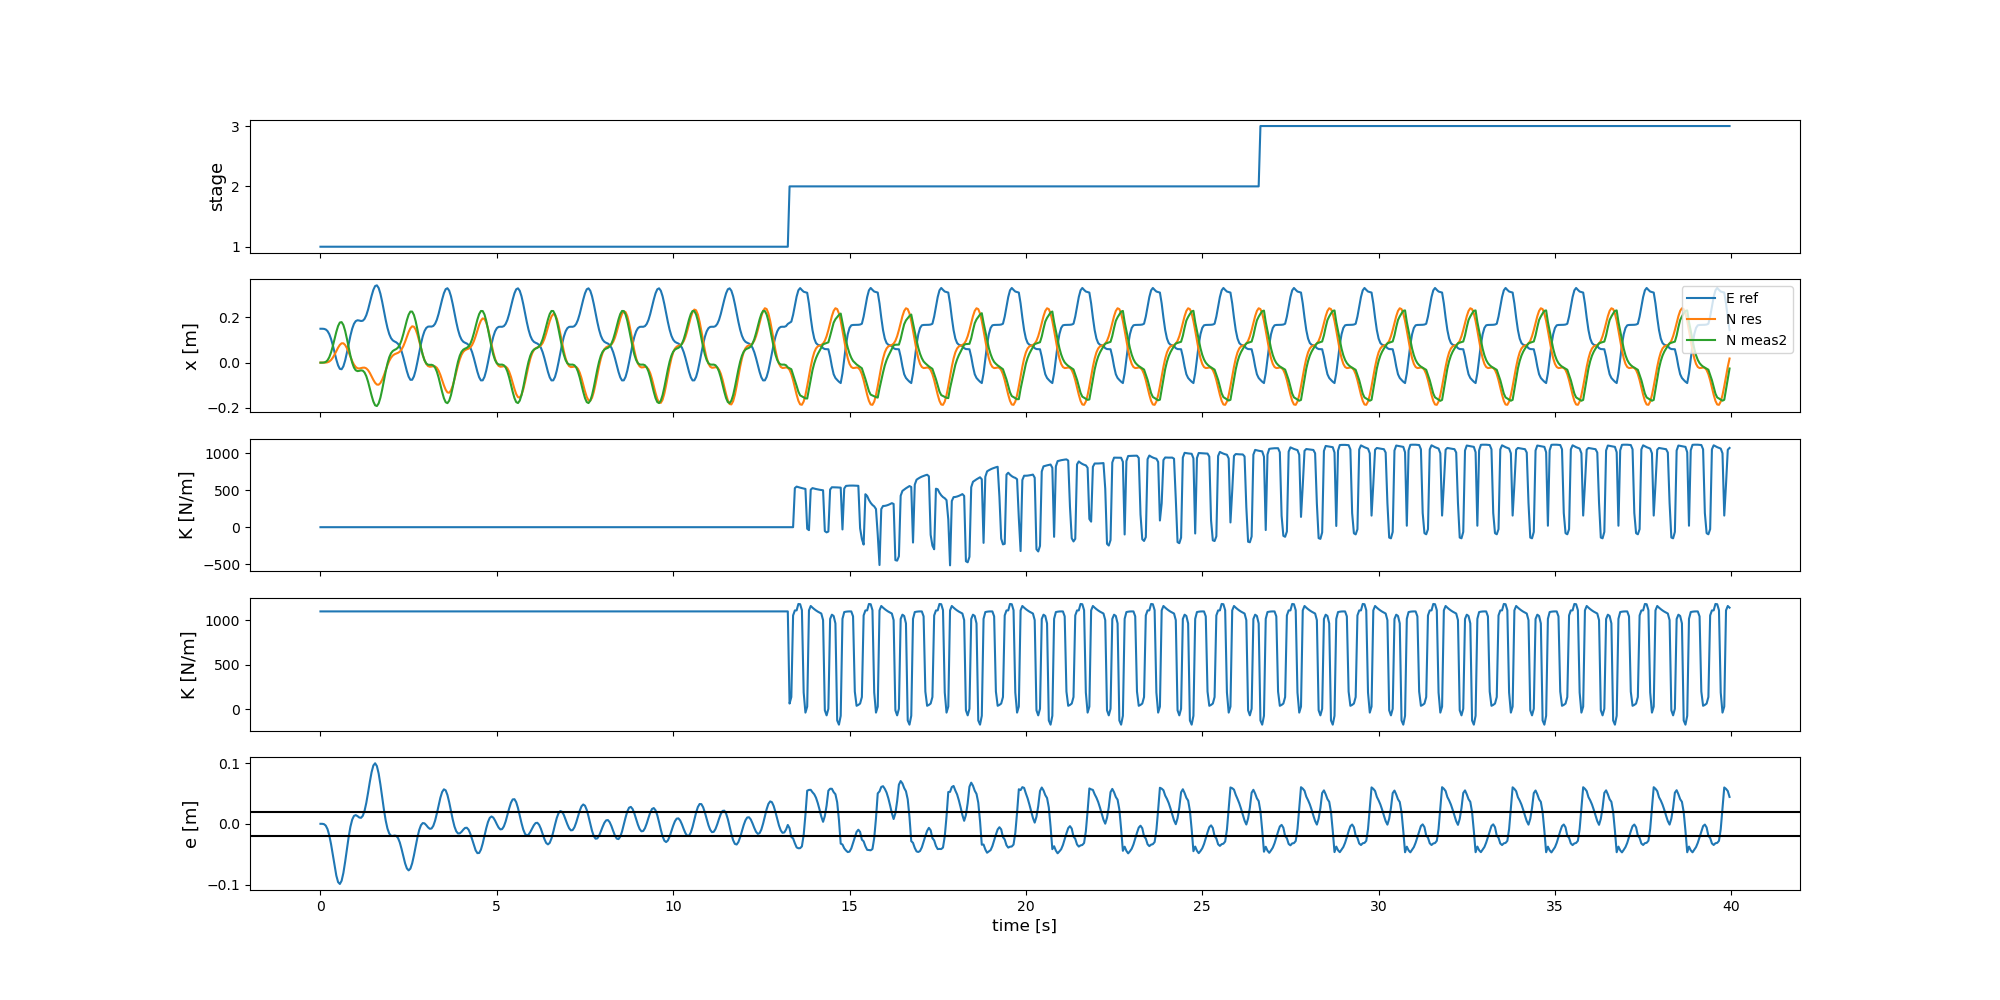 stage
3
2
1
x [m]
0.2
0.0
−0.2
E ref
N res
N meas2
K [N/m]
1000
500
0
−500
K [N/m]
1000
500
0
e [m]
0.1
0.0
−0.1
0 5 10 15 20 25 30 35 40
time [s]